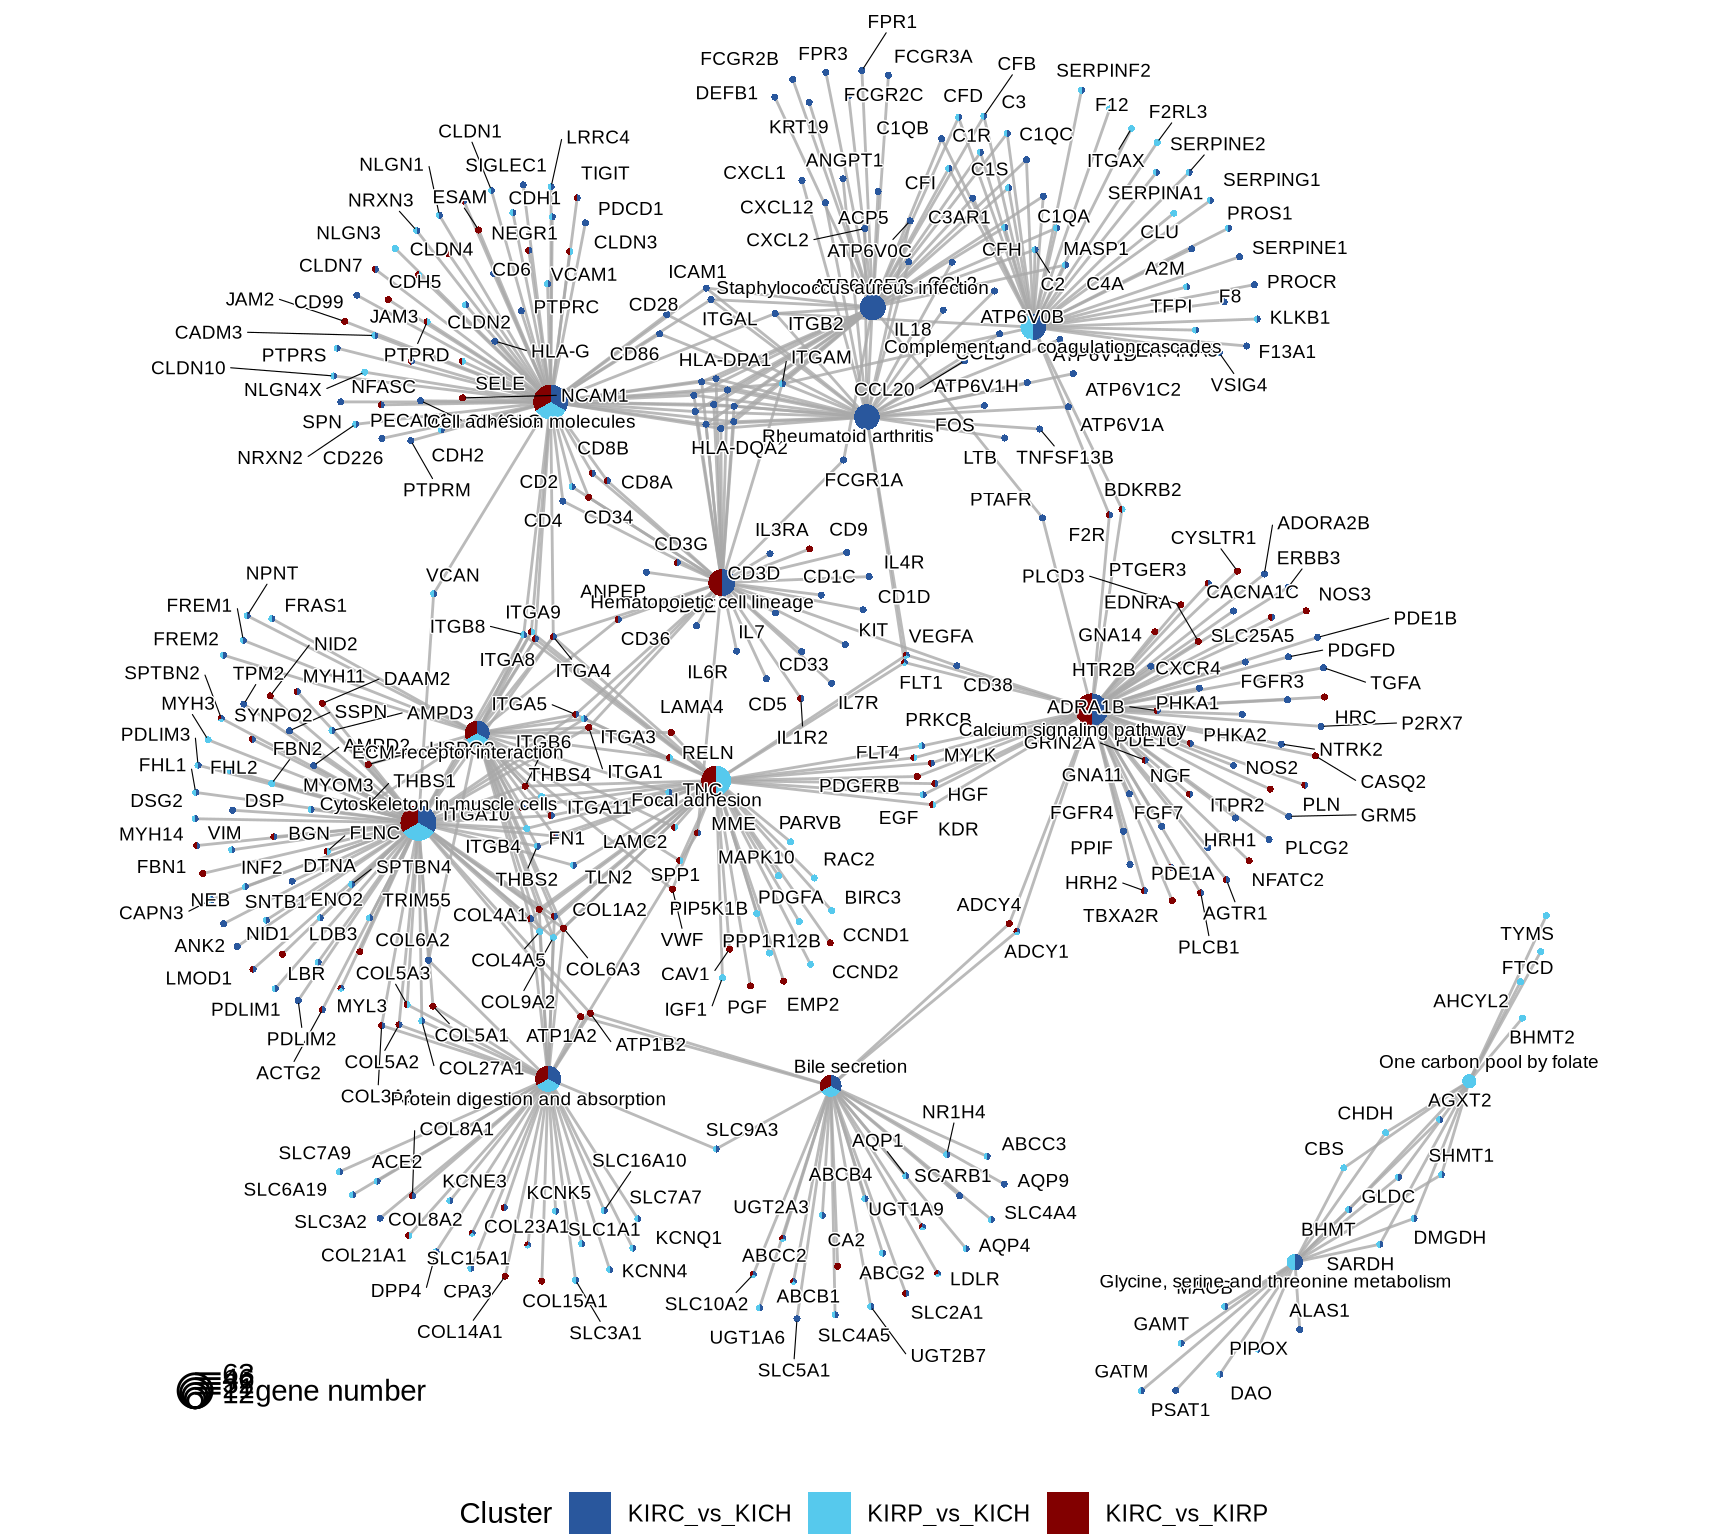 FPR1
FCGR2B
FPR3
FCGR3A
CFB
SERPINF2
DEFB1
FCGR2C
CFD
C3
F12
F2RL3
KRT19
C1QB
C1R
C1QC
CLDN1
LRRC4
NLGN1
SIGLEC1
TIGIT
CXCL1
ANGPT1
CFI
C1S
ITGAX
SERPINE2
SERPING1
NRXN3
ESAM
CDH1
PDCD1
CXCL12
ACP5
C3AR1
C1QA
SERPINA1
PROS1
NLGN3
CLDN4
NEGR1
CLDN3
CXCL2
ATP6V0C
CFH
MASP1
CLU
SERPINE1
CLDN7
CDH5
CD6
VCAM1
ICAM1
Staphylococcus aureus infection
C2
C4A
A2M
PROCR
JAM2
CD99
JAM3
CLDN2
PTPRC
CD28
ITGAL
ITGB2
IL18
ATP6V0B
TFPI
F8
KLKB1
CADM3
PTPRS
PTPRD
HLA-G
CD86
HLA-DPA1
ITGAM
Complement and coagulation cascades
F13A1
CLDN10
NLGN4X
NFASC
SELE
NCAM1
CCL20
ATP6V1H
ATP6V1C2
VSIG4
SPN
Cell adhesion molecules
Rheumatoid arthritis
FOS
ATP6V1A
NRXN2
CD226
CDH2
CD8B
HLA-DQA2
LTB
TNFSF13B
PTPRM
CD2
CD8A
FCGR1A
PTAFR
BDKRB2
CD4
CD34
CD3G
IL3RA
CD9
F2R
CYSLTR1
ADORA2B
NPNT
VCAN
ANPEP
CD3D
CD1C
IL4R
PLCD3
PTGER3
ERBB3
FREM1
FRAS1
ITGA9
Hematopoietic cell lineage
CD1D
EDNRA
CACNA1C
NOS3
FREM2
NID2
ITGB8
CD36
IL7
KIT
VEGFA
GNA14
SLC25A5
PDE1B
SPTBN2
TPM2
MYH11
DAAM2
ITGA8
ITGA4
IL6R
CD33
FLT1
CD38
HTR2B
CXCR4
PDGFD
MYH3
SYNPO2
SSPN
AMPD3
ITGA5
LAMA4
CD5
IL7R
ADRA1B
PHKA1
FGFR3
TGFA
PDLIM3
FBN2
ECM-receptor interaction
ITGB6
ITGA3
IL1R2
PRKCB
Calcium signaling pathway
PHKA2
HRC
P2RX7
FHL1
FHL2
MYOM3
THBS1
THBS4
ITGA1
RELN
FLT4
MYLK
GRIN2A
PDE1C
NTRK2
DSG2
DSP
Cytoskeleton in muscle cells
ITGA10
ITGA11
TNC
Focal adhesion
PDGFRB
HGF
GNA11
NGF
NOS2
CASQ2
MYH14
VIM
BGN
FLNC
ITGB4
FN1
LAMC2
MME
PARVB
EGF
KDR
FGFR4
FGF7
ITPR2
PLN
GRM5
FBN1
INF2
DTNA
SPTBN4
THBS2
TLN2
SPP1
MAPK10
RAC2
PPIF
HRH1
PLCG2
CAPN3
NEB
SNTB1
ENO2
TRIM55
COL4A1
COL1A2
PIP5K1B
PDGFA
BIRC3
ADCY4
HRH2
PDE1A
NFATC2
ANK2
NID1
LDB3
COL6A2
VWF
PPP1R12B
CCND1
TBXA2R
AGTR1
LMOD1
LBR
COL5A3
COL4A5
COL6A3
CAV1
CCND2
ADCY1
PLCB1
TYMS
PDLIM1
MYL3
COL9A2
IGF1
PGF
EMP2
FTCD
PDLIM2
COL5A1
ATP1A2
ATP1B2
AHCYL2
ACTG2
COL5A2
COL27A1
Bile secretion
BHMT2
Protein digestion and absorption
One carbon pool by folate
COL8A1
SLC9A3
NR1H4
CHDH
AGXT2
SLC7A9
ACE2
SLC16A10
AQP1
ABCC3
CBS
SHMT1
SLC6A19
KCNE3
KCNK5
SLC7A7
ABCB4
SCARB1
AQP9
GLDC
SLC3A2
COL8A2
COL23A1
SLC1A1
UGT2A3
UGT1A9
SLC4A4
BHMT
DMGDH
COL21A1
SLC15A1
KCNQ1
ABCC2
CA2
AQP4
SARDH
DPP4
CPA3
KCNN4
ABCG2
LDLR
Glycine, serine and threonine metabolism
COL14A1
COL15A1
SLC3A1
SLC10A2
ABCB1
SLC2A1
ALAS1
UGT1A6
SLC4A5
GAMT
SLC5A1
UGT2B7
PIPOX
GATM
DAO
PSAT1
gene number
Cluster
KIRC_vs_KICH
KIRP_vs_KICH
KIRC_vs_KIRP